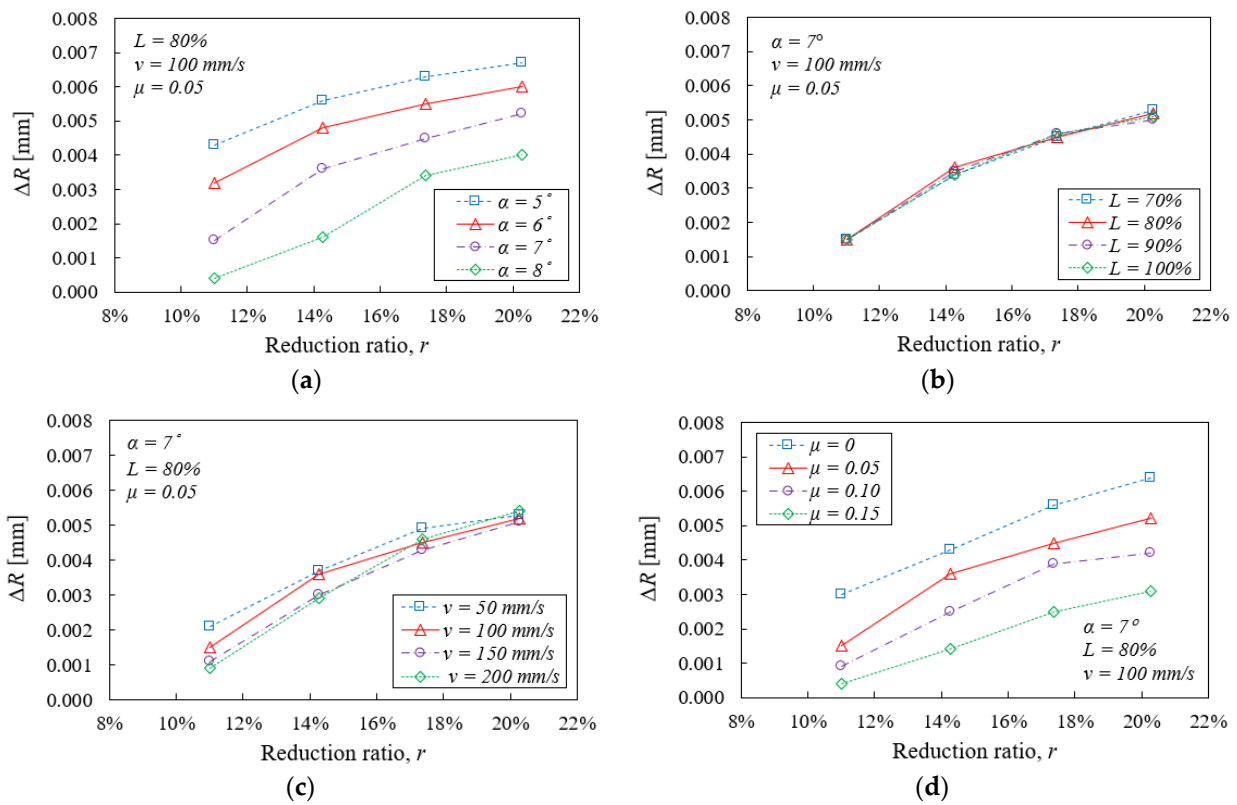 0.008
0.007
0.006
0.005
0.004
0.003
0.002
0.001
0.000
ΔR [mm]
L = 80%
v = 100 mm/s
μ = 0.05
α = 5˚
α = 6˚
α = 7˚
α = 8˚
8% 10% 12% 14% 16% 18% 20% 22%
Reduction ratio, r
(a)
0.008
0.007
0.006
0.005
0.004
0.003
0.002
0.001
0.000
ΔR [mm]
α = 7°
v = 100 mm/s
μ = 0.05
L = 70%
L = 80%
L = 90%
L = 100%
8% 10% 12% 14% 16% 18% 20% 22%
Reduction ratio, r
(b)
0.008
0.007
0.006
0.005
0.004
0.003
0.002
0.001
0.000
ΔR [mm]
α = 7˚
L = 80%
μ = 0.05
v = 50 mm/s
v = 100 mm/s
v = 150 mm/s
v = 200 mm/s
8% 10% 12% 14% 16% 18% 20% 22%
Reduction ratio, r
(c)
0.008
0.007
0.006
0.005
0.004
0.003
0.002
0.001
0.000
ΔR [mm]
μ = 0
μ = 0.05
μ = 0.10
μ = 0.15
α = 7°
L = 80%
v = 100 mm/s
8% 10% 12% 14% 16% 18% 20% 22%
Reduction ratio, r
(d)